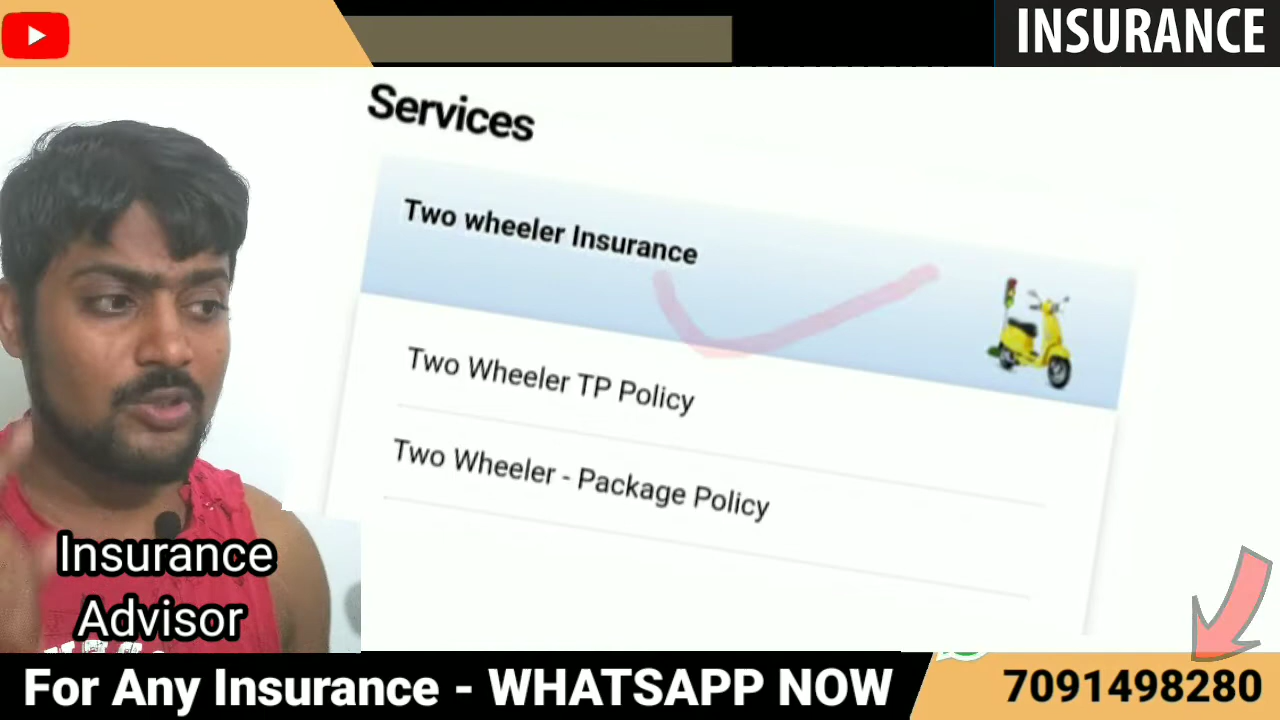 INSURANCE
Services
Two wheeler Insurance
Two Wheeler TP Policy
Two Wheeler - Package Policy
Insurance
Advisor
For Any Insurance - WHATSAPP NOW
7091498280